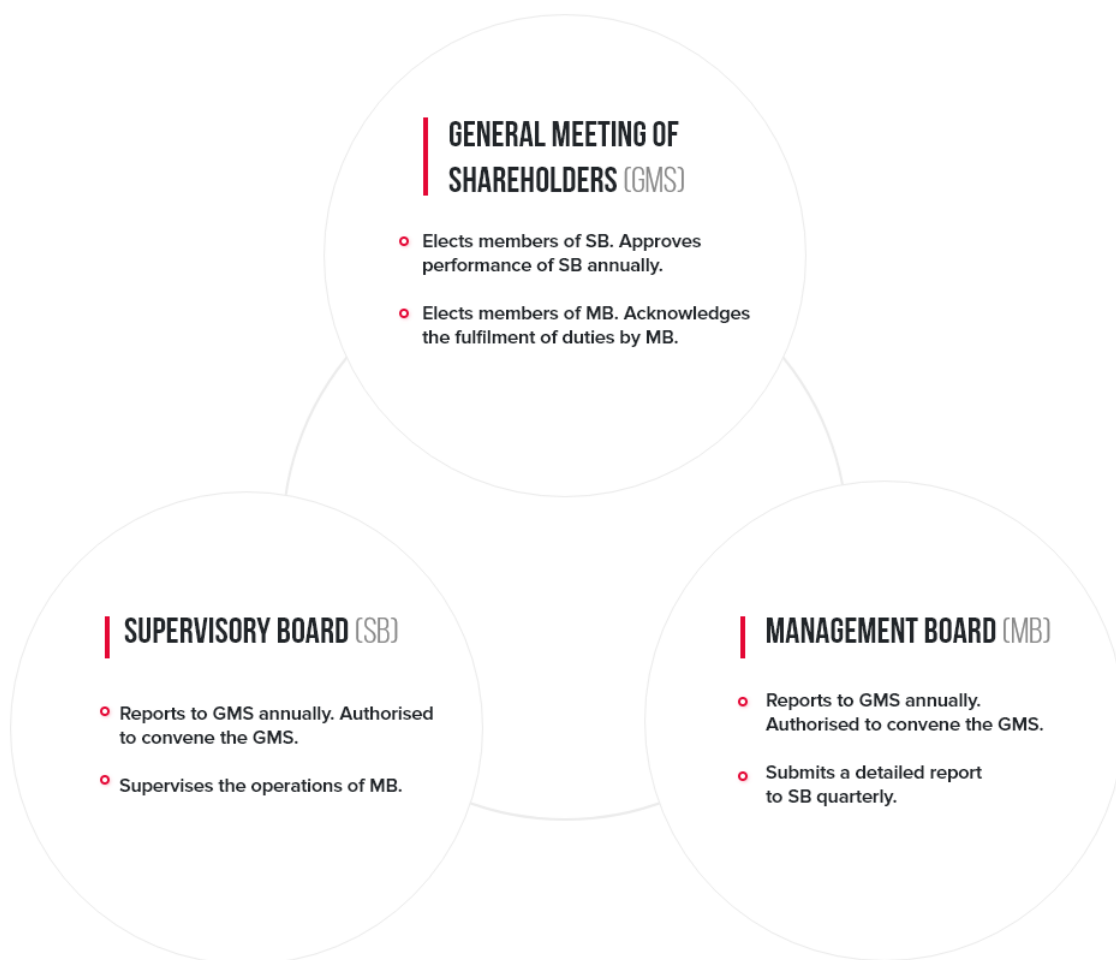 GENERAL MEETING OF
SHAREHOLDERS (GMS)
Elects members of SB. Approves
performance of SB annually.
Elects members of MB. Acknowledges
the fulfilment of duties by MB.
SUPERVISORY BOARD (SB)
Reports to GMS annually. Authorised
to convene the GMS.
Supervises the operations of MB.
MANAGEMENT BOARD (MB)
Reports to GMS annually.
Authorised to convene the GMS.
Submits a detailed report
to SB quarterly.